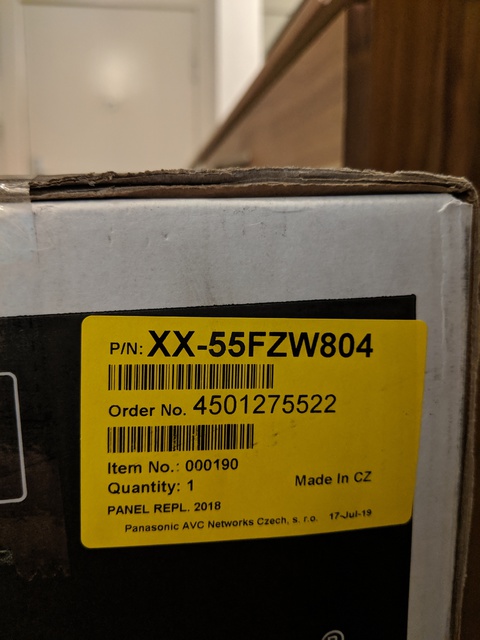 P/N: XX-55FZW804
Order No. 4501275522
Item No.: 000190
Quantity: 1
Made In CZ
PANEL REPL. 2018
Panasonic AVC Networks Czech, s. r.o. 17-Jul-19
®